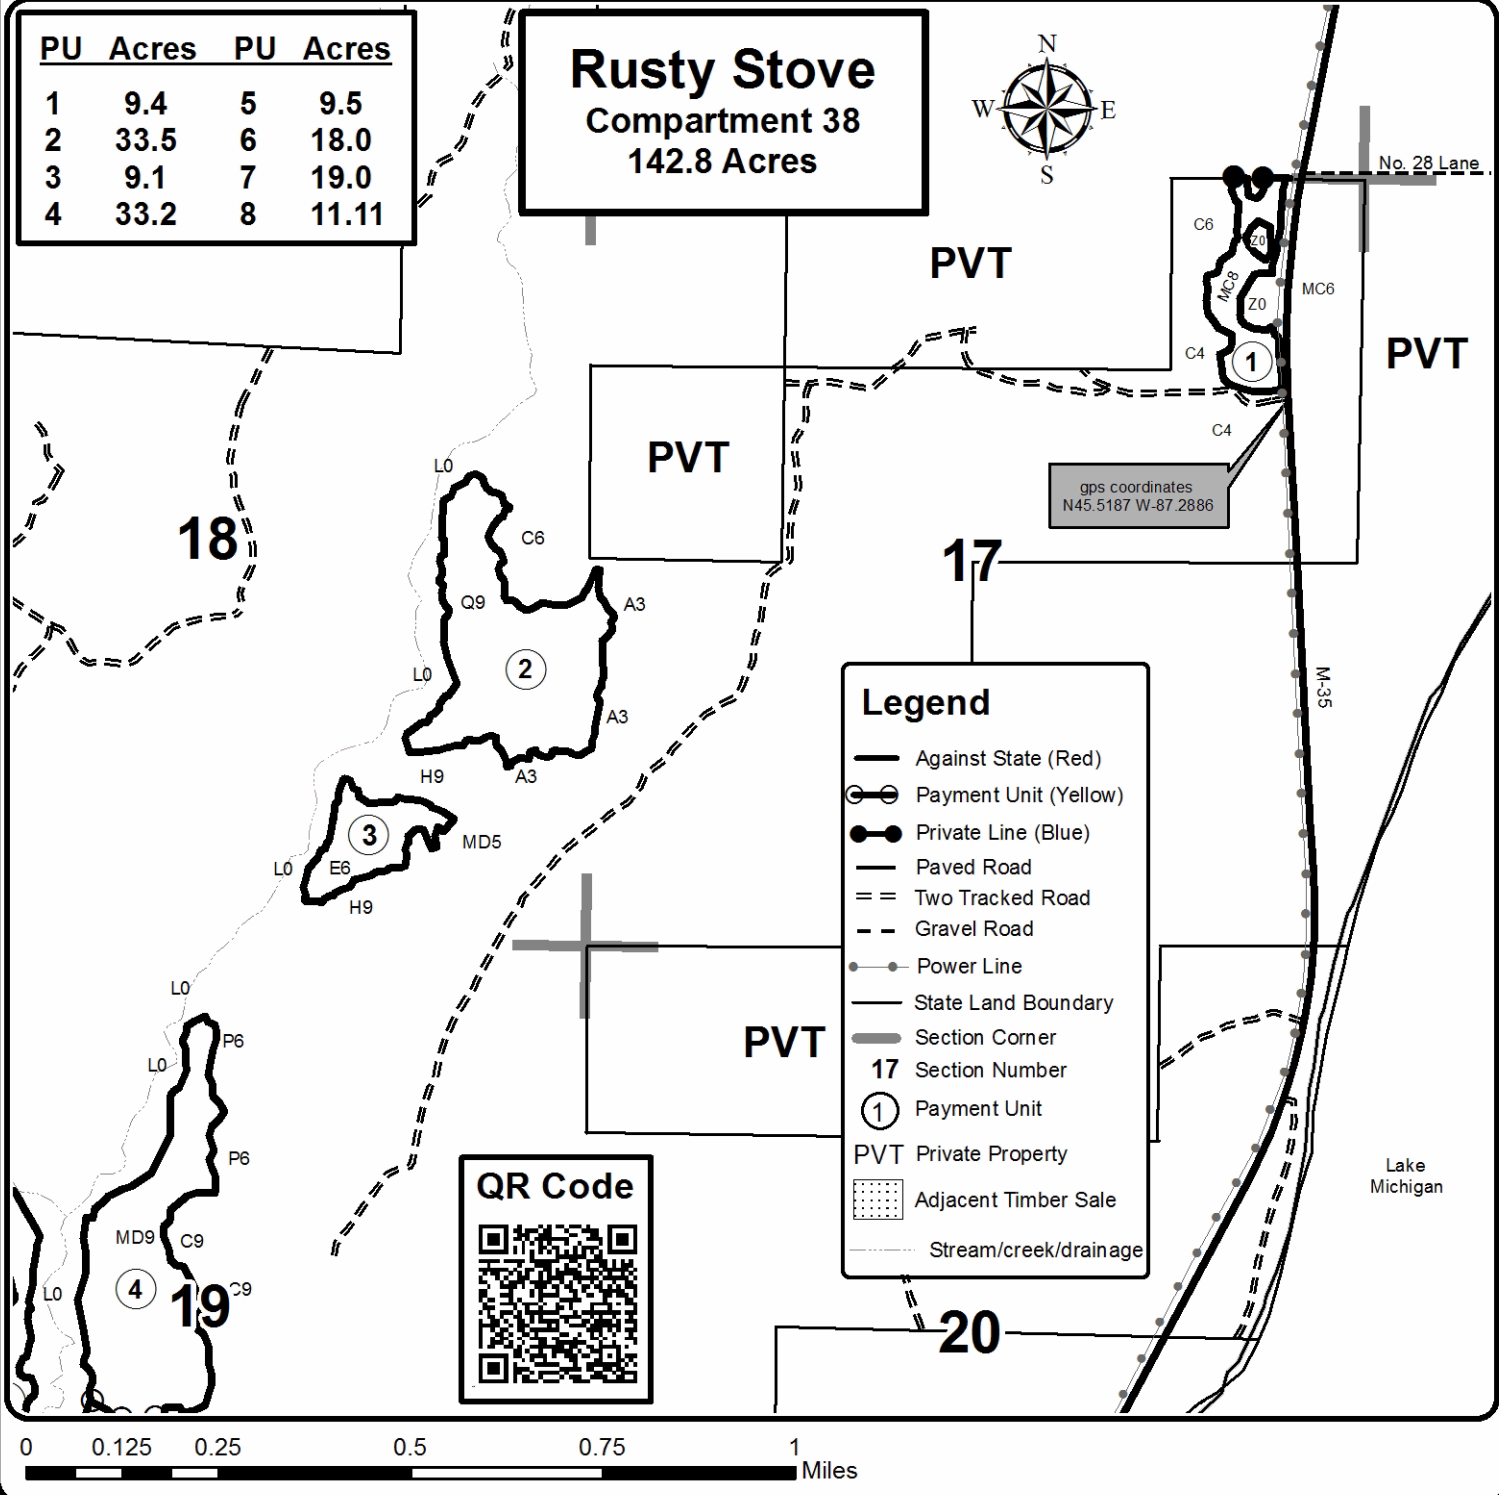 PU Acres PU Acres
1 9.4 5 9.5
2 33.5 6 18.0
3 9.1 7 19.0
4 33.2 8 11.11
Rusty Stove
Compartment 38
142.8 Acres
N
W E
S
No. 28 Lane
C6
Z0
PVT
MC8
MC6
Z0
C4
1
PVT
C4
PVT
L0
gps coordinates
N45.5187 W-87.2886
18
C6
17
Q9
A3
2
L0
M-35
A3
H9
A3
3
MD5
L0
E6
H9
Legend
Against State (Red)
Payment Unit (Yellow)
Private Line (Blue)
Paved Road
Two Tracked Road
Gravel Road
Power Line
State Land Boundary
Section Corner
17 Section Number
1 Payment Unit
PVT Private Property
Adjacent Timber Sale
Stream/creek/drainage
L0
P6
PVT
L0
P6
Lake
Michigan
QR Code
MD9
C9
L0
4
19
C9
20
0 0.125 0.25 0.5 0.75 1
Miles